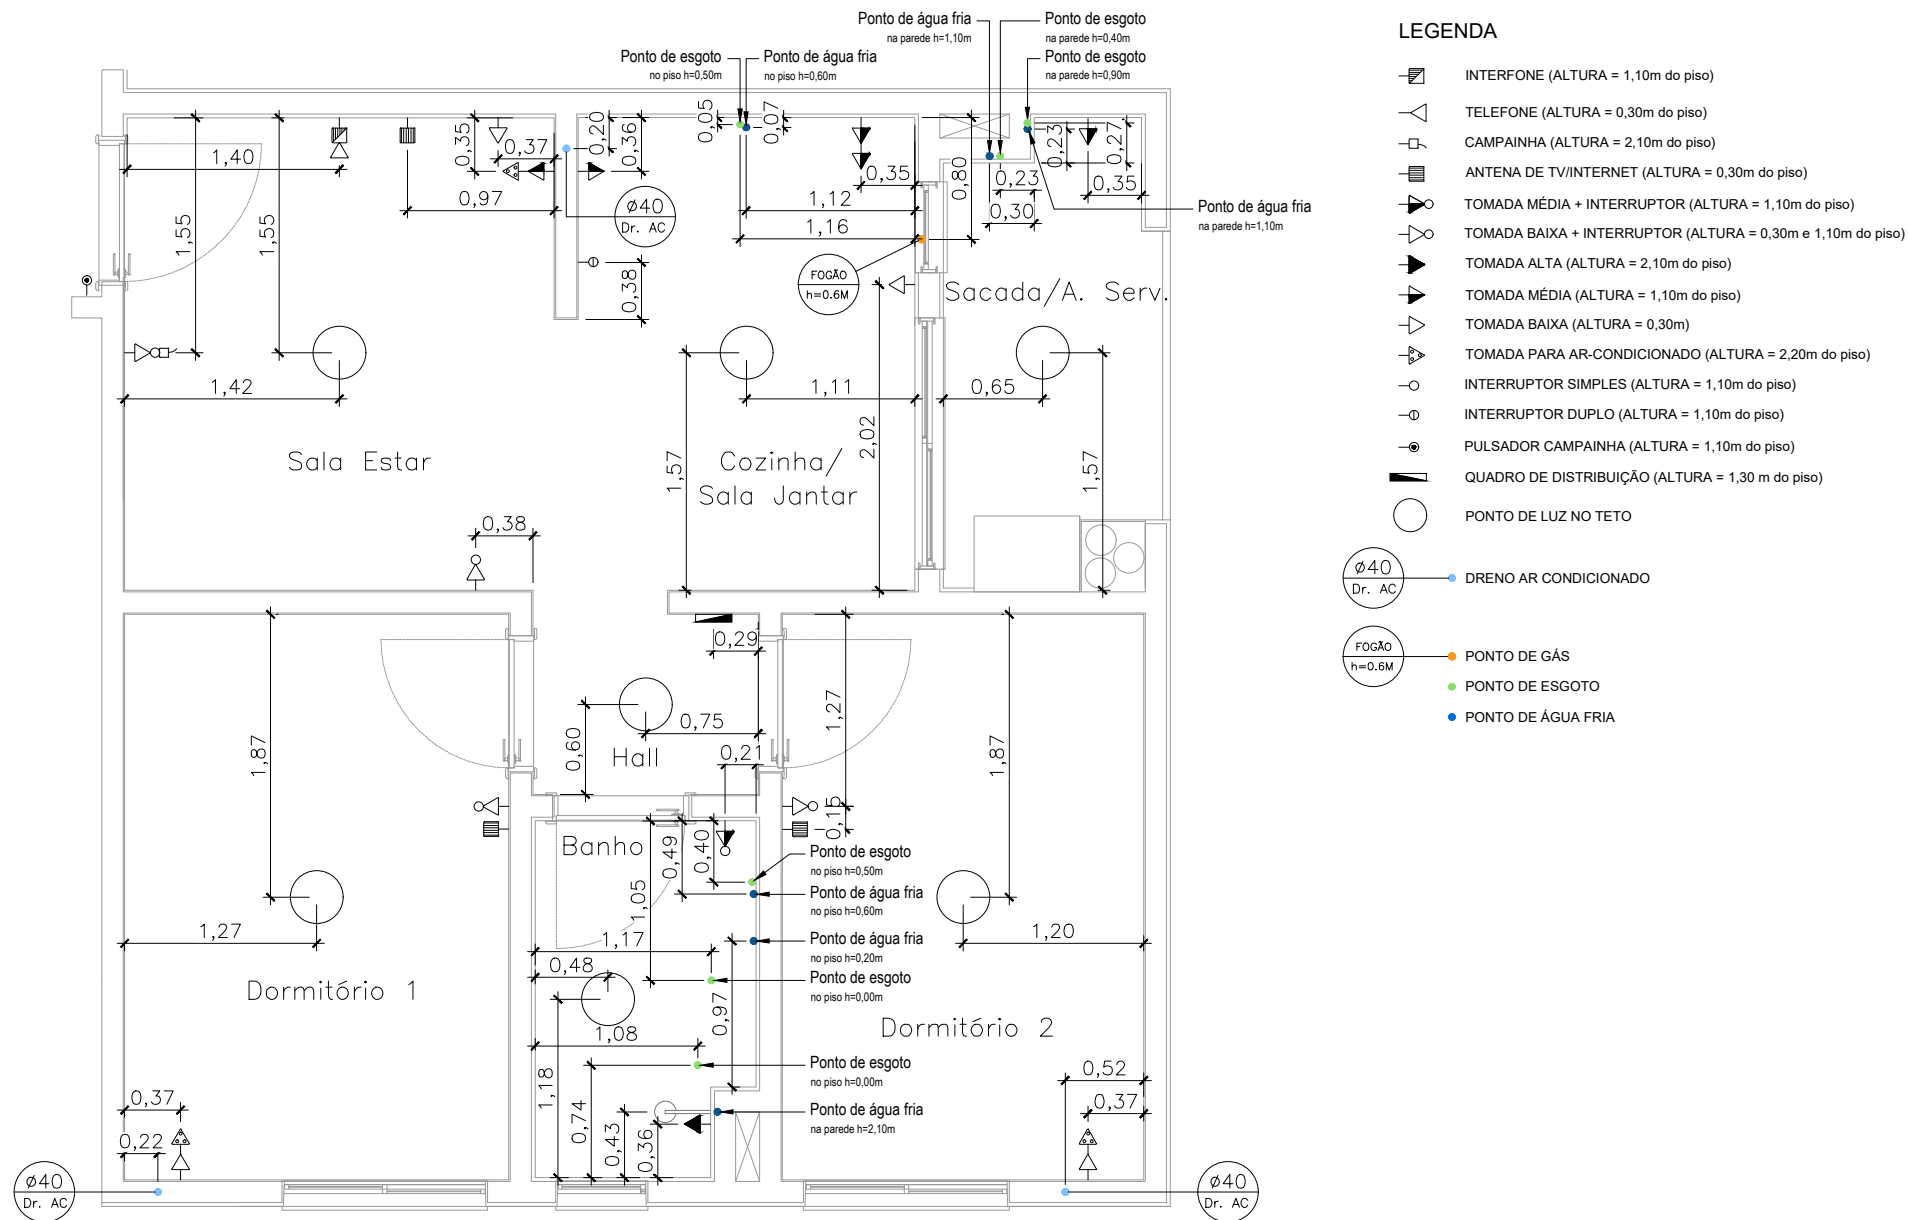 Ponto de água fria
na parede h=1,10m
Ponto de esgoto
na parede h=0,40m
Ponto de esgoto
no piso h=0,50m
Ponto de água fria
no piso h=0,60m
Ponto de esgoto
na parede h=0,90m
0,05
0,07
0,35
0,37
0,20
0,36
1,40
1,55
1,55
0,97
Ø40
Dr. AC
0,35
1,12
1,16
0,80
0,23
0,30
0,23
0,27
0,35
Ponto de água fria
na parede h=1,10m
FOGÃO
h=0.6M
0,38
Sacada/A. Serv.
1,42
1,11
0,65
2,02
1,57
1,57
Sala Estar
Cozinha/
Sala Jantar
0,38
0,29
1,87
0,60
0,75
Hall
0,21
1,27
0,15
1,87
Banho
0,49
0,40
1,05
Ponto de esgoto
no piso h=0,50m
Ponto de água fria
no piso h=0,60m
Ponto de água fria
no piso h=0,20m
Ponto de esgoto
no piso h=0,00m
1,27
1,17
0,48
1,20
Dormitório 1
0,97
Dormitório 2
1,08
1,18
0,74
0,43
0,36
Ponto de esgoto
no piso h=0,00m
Ponto de água fria
na parede h=2,10m
0,37
0,22
0,52
0,37
Ø40
Dr. AC
Ø40
Dr. AC
LEGENDA
INTERFONE (ALTURA = 1,10m do piso)
TELEFONE (ALTURA = 0,30m do piso)
CAMPAINHA (ALTURA = 2,10m do piso)
ANTENA DE TV/INTERNET (ALTURA = 0,30m do piso)
TOMADA MÉDIA + INTERRUPTOR (ALTURA = 1,10m do piso)
TOMADA BAIXA + INTERRUPTOR (ALTURA = 0,30m e 1,10m do piso)
TOMADA ALTA (ALTURA = 2,10m do piso)
TOMADA MÉDIA (ALTURA = 1,10m do piso)
TOMADA BAIXA (ALTURA = 0,30m)
TOMADA PARA AR-CONDICIONADO (ALTURA = 2,20m do piso)
INTERRUPTOR SIMPLES (ALTURA = 1,10m do piso)
INTERRUPTOR DUPLO (ALTURA = 1,10m do piso)
PULSADOR CAMPAINHA (ALTURA = 1,10m do piso)
QUADRO DE DISTRIBUIÇÃO (ALTURA = 1,30 m do piso)
PONTO DE LUZ NO TETO
Ø40
Dr. AC
DRENO AR CONDICIONADO
FOGÃO
h=0.6M
PONTO DE GÁS
PONTO DE ESGOTO
PONTO DE ÁGUA FRIA